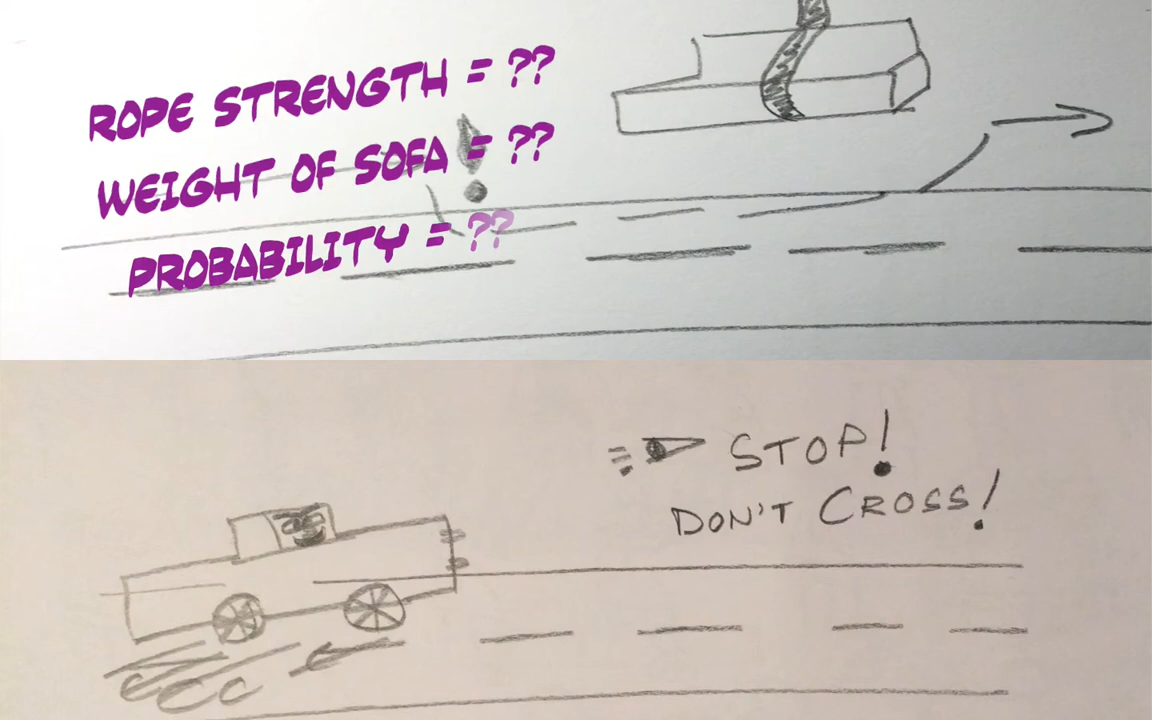 ROPE STRENGTH = ??
WEIGHT OF SOFA = ??
PROBABILITY = ??
STOP!
DON'T CROSS!